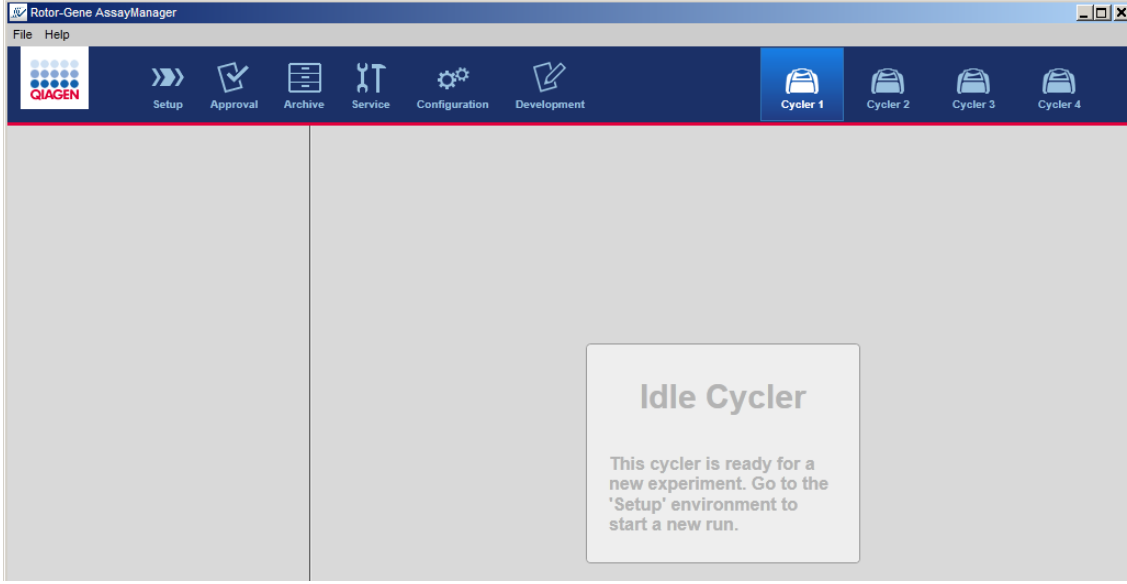 Rotor-Gene AssayManager
File Help
QIAGEN
Setup Approval Archive Service Configuration Development Cycler 1 Cycler 2 Cycler 3 Cycler 4
Idle Cycler
This cycler is ready for a
new experiment. Go to the
'Setup' environment to
start a new run.